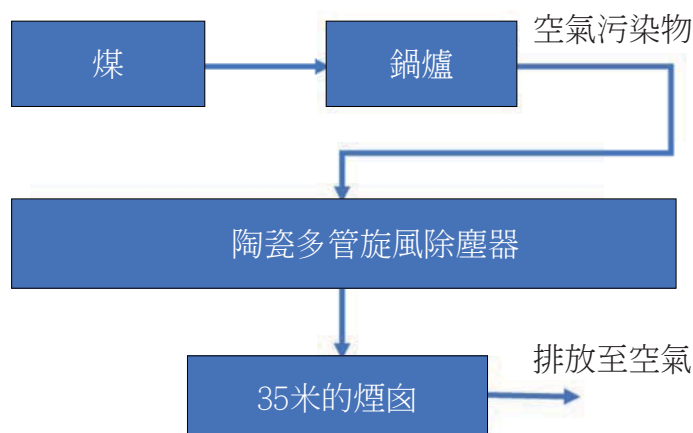 空氣污染物
煤
鍋爐
陶瓷多管旋風除塵器
排放至空氣
35米的煙囪